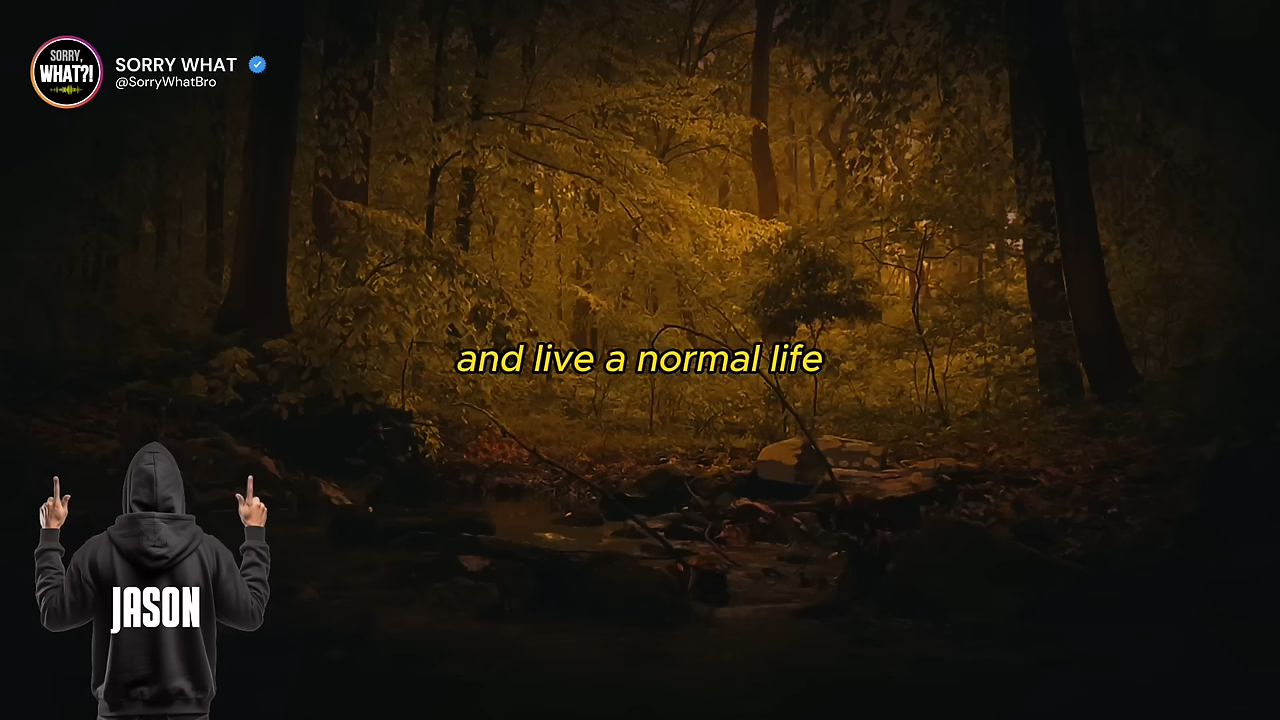 SORRY,
WHAT?!
SORRY WHAT
@SorryWhatBro
and live a normal life
JASON